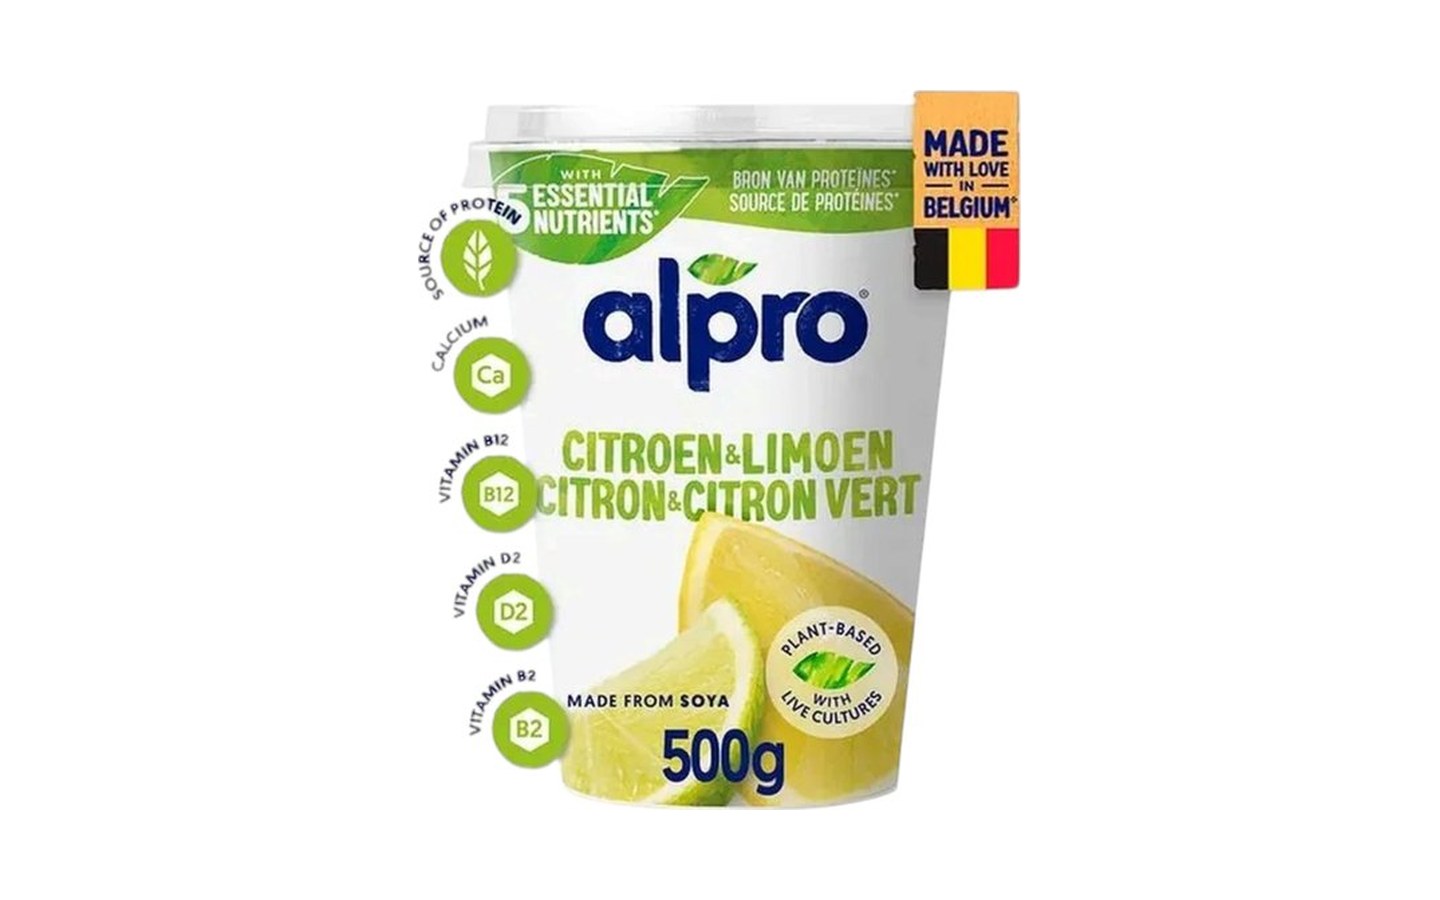 WITH
5 ESSENTIAL
NUTRIENTS*
BRON VAN PROTEÏNES*
SOURCE DE PROTÉINES*
MADE
WITH LOVE
IN
BELGIUM
SOURCE OF PROTEIN
alpro®
CALCIUM
Ca
CITROEN & LIMOEN
CITRON & CITRON VERT
VITAMIN B12
B12
VITAMIN D2
D2
VITAMIN B2
B2
PLANT-BASED
WITH
LIVE CULTURES
MADE FROM SOYA
500g